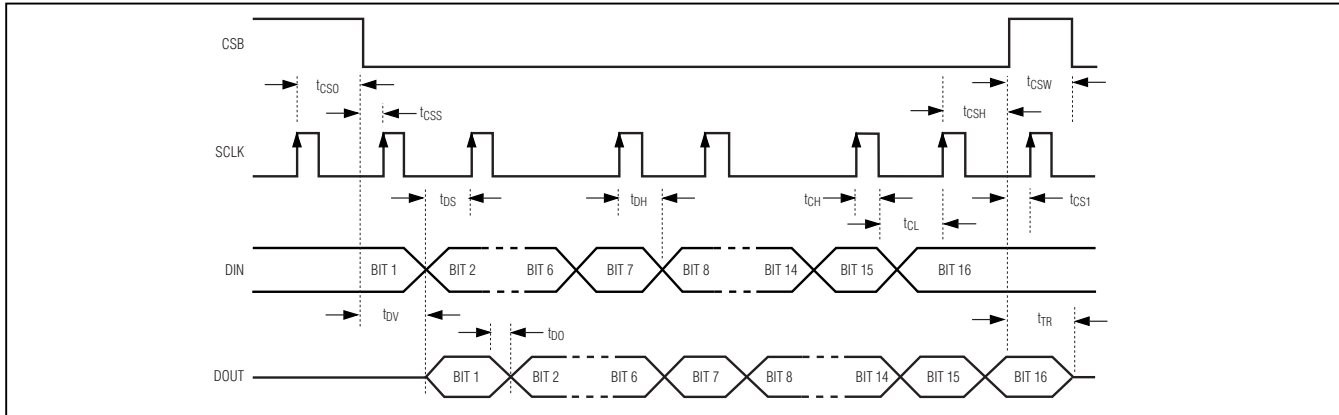 CSB
tCSO
tCSS
tCSH
tCSW
SCLK
tDS
tDH
tCH
tCL
tCS1
DIN
BIT 1
BIT 2
BIT 6
BIT 7
BIT 8
BIT 14
BIT 15
BIT 16
tDV
tDO
tTR
DOUT
BIT 1
BIT 2
BIT 6
BIT 7
BIT 8
BIT 14
BIT 15
BIT 16